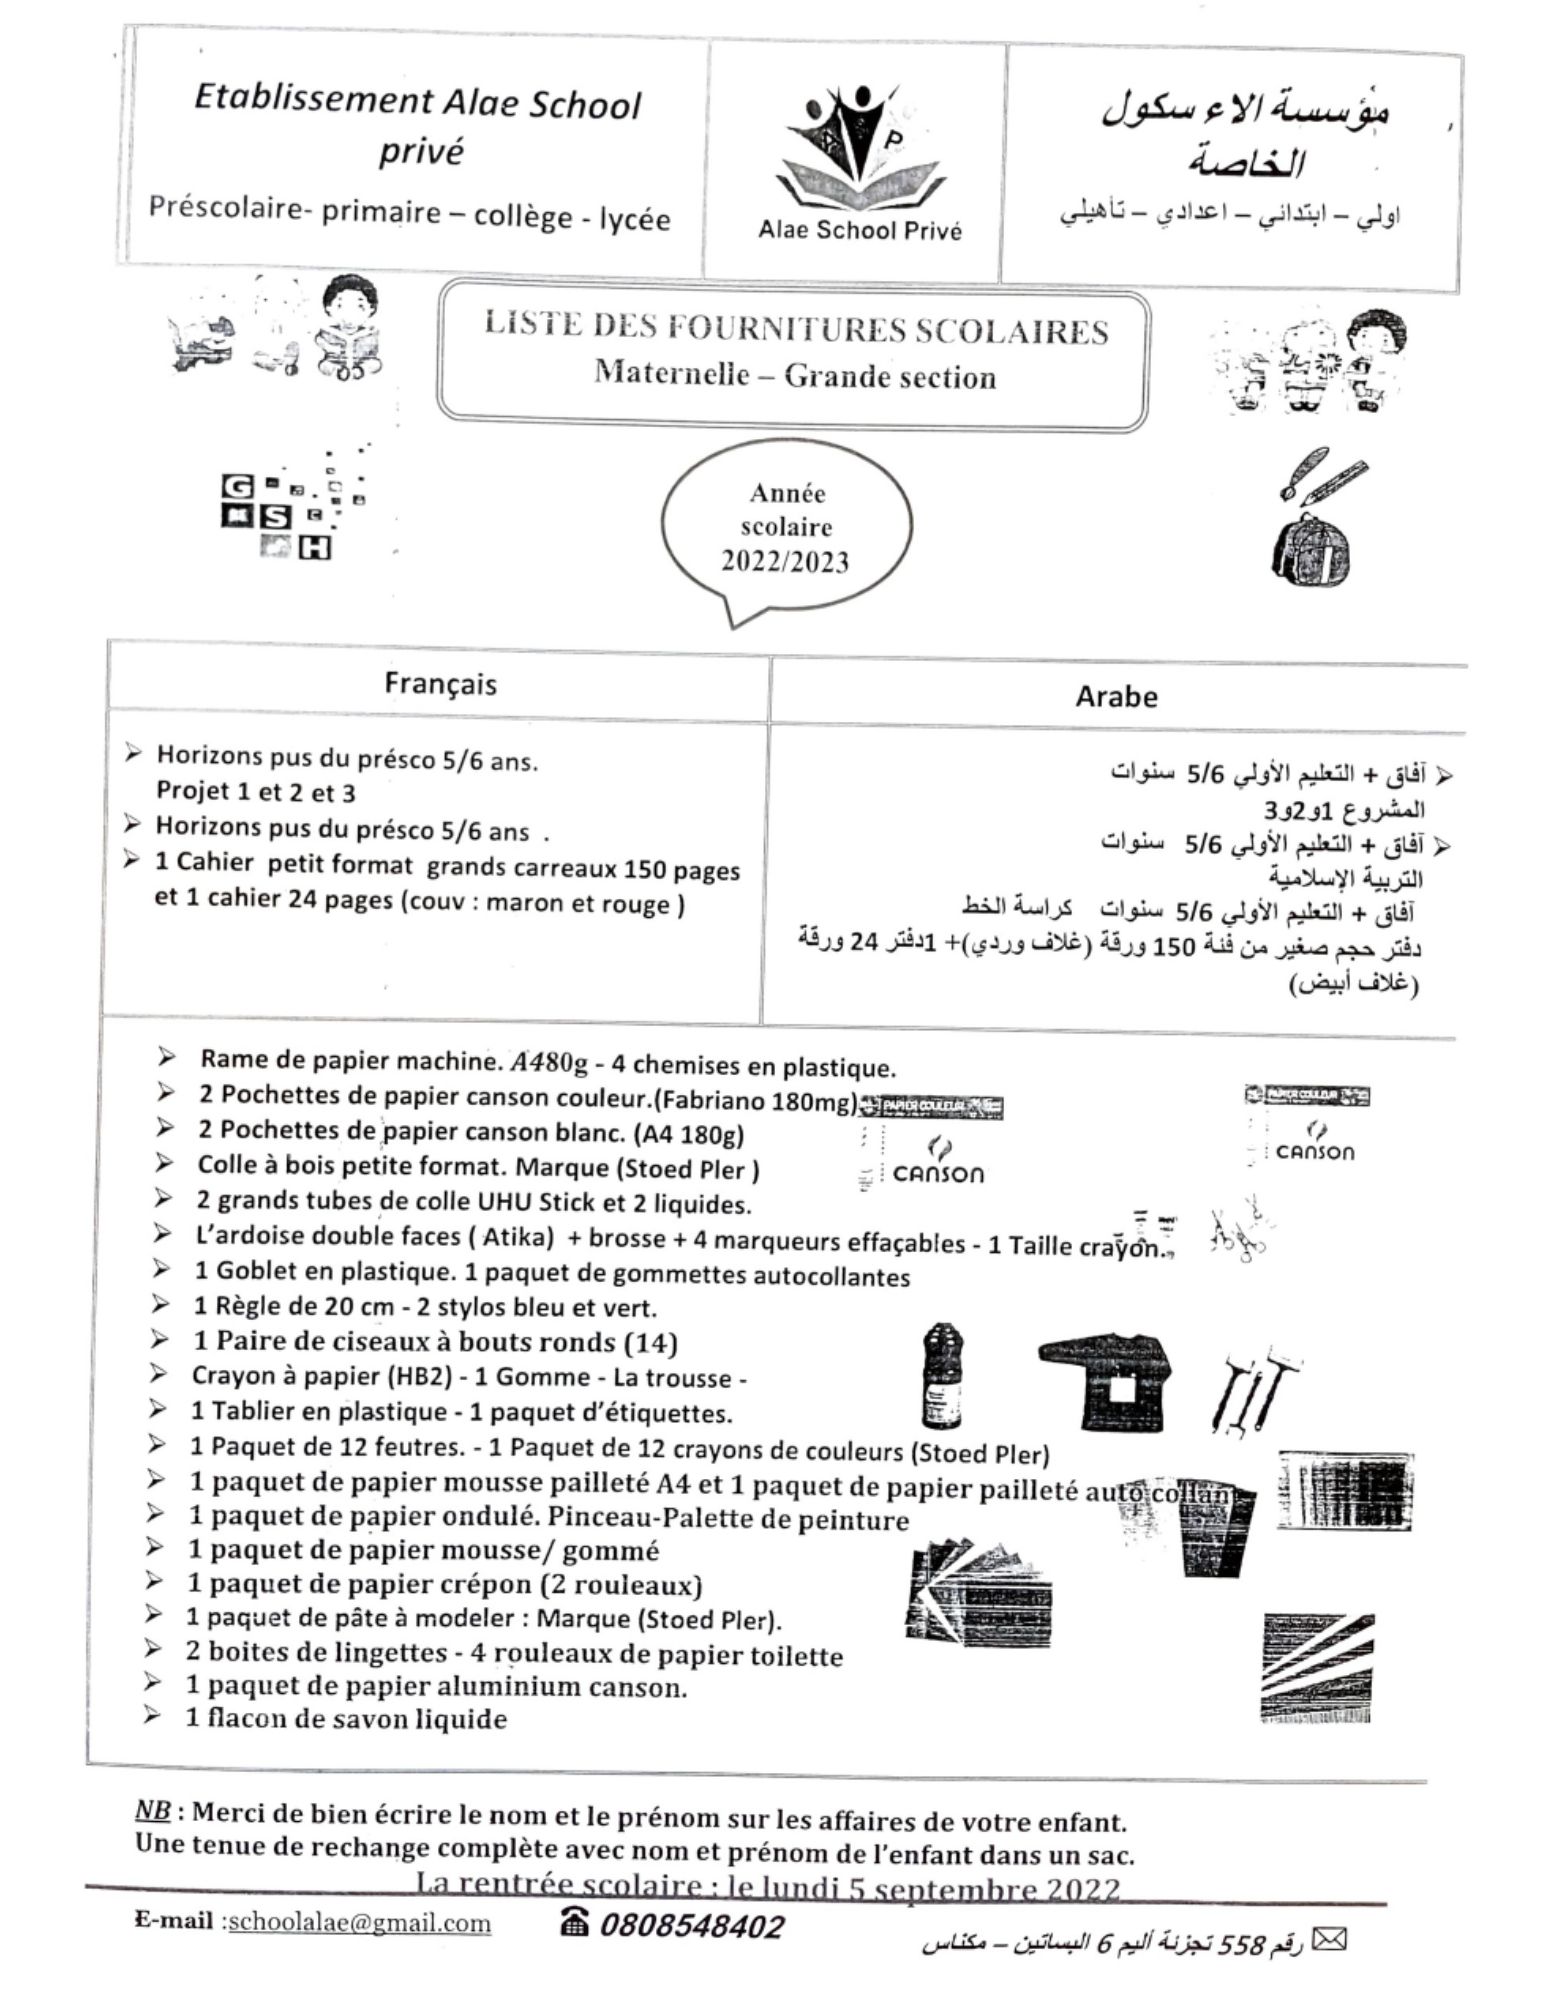 Etablissement Alae School
privé
Préscolaire- primaire – collège - lycée
A P
Alae School Privé
مؤسسة الاء سكول
الخاصة
اولي – ابتدائي – اعدادي – تأهيلي
LISTE DES FOURNITURES SCOLAIRES
Maternelle – Grande section
G
S C
H
Année
scolaire
2022/2023
Français
Arabe
➢ Horizons pus du présco 5/6 ans.
Projet 1 et 2 et 3
➢ Horizons pus du présco 5/6 ans .
➢ 1 Cahier petit format grands carreaux 150 pages
et 1 cahier 24 pages (couv : maron et rouge )
➢ آفاق + التعليم الأولي 5/6 سنوات
المشروع 1و2و3
➢ آفاق + التعليم الأولي 5/6 سنوات
التربية الإسلامية
آفاق + التعليم الأولي 5/6 سنوات كراسة الخط
دفتر حجم صغير من فئة 150 ورقة (غلاف وردي)+ 1دفتر 24 ورقة
(غلاف أبيض)
➢ Rame de papier machine. A480g - 4 chemises en plastique.
➢ 2 Pochettes de papier canson couleur.(Fabriano 180mg)
PAPIER COULEUR
PAPIER COULEUR
➢ 2 Pochettes de papier canson blanc. (A4 180g)
CANSON
CANSON
➢ Colle à bois petite format. Marque (Stoed Pler )
➢ 2 grands tubes de colle UHU Stick et 2 liquides.
➢ L’ardoise double faces ( Atika) + brosse + 4 marqueurs effaçables - 1 Taille crayon.
➢ 1 Goblet en plastique. 1 paquet de gommettes autocollantes
➢ 1 Règle de 20 cm - 2 stylos bleu et vert.
➢ 1 Paire de ciseaux à bouts ronds (14)
➢ Crayon à papier (HB2) - 1 Gomme - La trousse -
➢ 1 Tablier en plastique - 1 paquet d’étiquettes.
➢ 1 Paquet de 12 feutres. - 1 Paquet de 12 crayons de couleurs (Stoed Pler)
➢ 1 paquet de papier mousse pailleté A4 et 1 paquet de papier pailleté auto collant
➢ 1 paquet de papier ondulé. Pinceau-Palette de peinture
➢ 1 paquet de papier mousse/ gommé
➢ 1 paquet de papier crépon (2 rouleaux)
➢ 1 paquet de pâte à modeler : Marque (Stoed Pler).
➢ 2 boites de lingettes - 4 rouleaux de papier toilette
➢ 1 paquet de papier aluminium canson.
➢ 1 flacon de savon liquide
NB : Merci de bien écrire le nom et le prénom sur les affaires de votre enfant.
Une tenue de rechange complète avec nom et prénom de l’enfant dans un sac.
La rentrée scolaire : le lundi 5 septembre 2022
E-mail :schoolalae@gmail.com
0808548402
رقم 558 تجزئة أليم 6 البساتين – مكناس